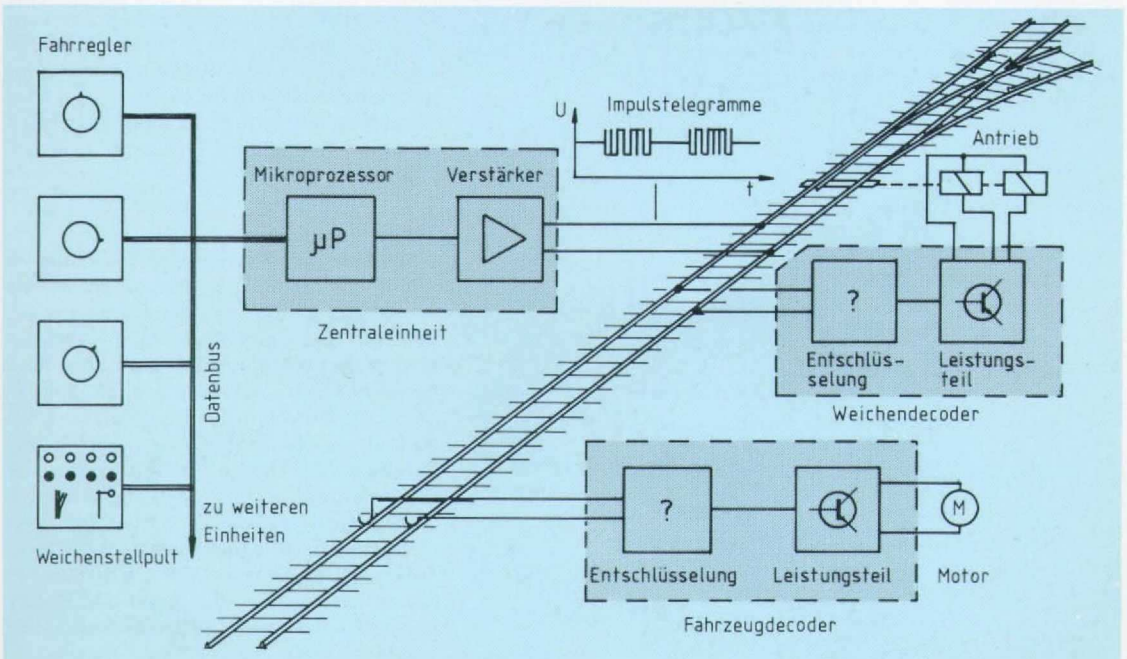 Fahrregler
Impulstelegramme
U
t
Antrieb
Mikroprozessor
Verstärker
µP
Zentraleinheit
?
Entschlüs-
selung
Leistungs-
teil
Weichendecoder
Datenbus
zu weiteren
Einheiten
Weichenstellpult
?
M
Entschlüsselung
Leistungsteil
Motor
Fahrzeugdecoder